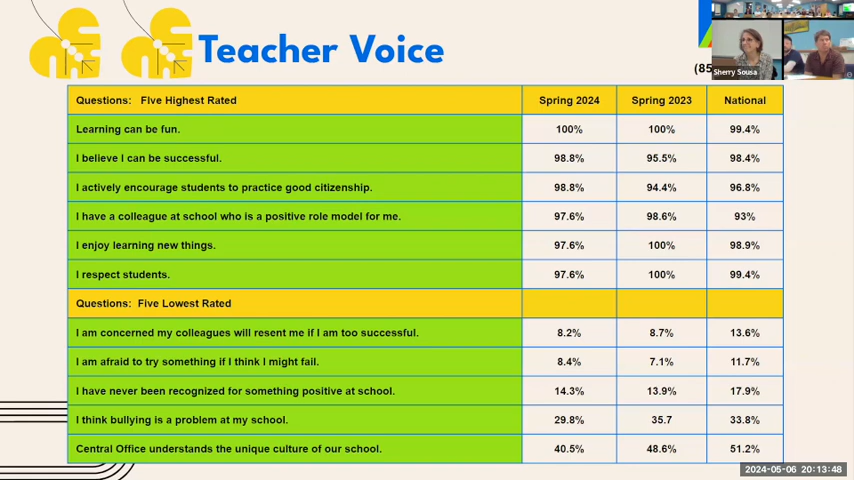 Teacher Voice
(85
Sherry Sousa
Questions: Five Highest Rated Spring 2024 Spring 2023 National
Learning can be fun. 100% 100% 99.4%
I believe I can be successful. 98.8% 95.5% 98.4%
I actively encourage students to practice good citizenship. 98.8% 94.4% 96.8%
I have a colleague at school who is a positive role model for me. 97.6% 98.6% 93%
I enjoy learning new things. 97.6% 100% 98.9%
I respect students. 97.6% 100% 99.4%
Questions: Five Lowest Rated
I am concerned my colleagues will resent me if I am too successful. 8.2% 8.7% 13.6%
I am afraid to try something if I think I might fail. 8.4% 7.1% 11.7%
I have never been recognized for something positive at school. 14.3% 13.9% 17.9%
I think bullying is a problem at my school. 29.8% 35.7 33.8%
Central Office understands the unique culture of our school. 40.5% 48.6% 51.2%
2024-05-06 20:13:48